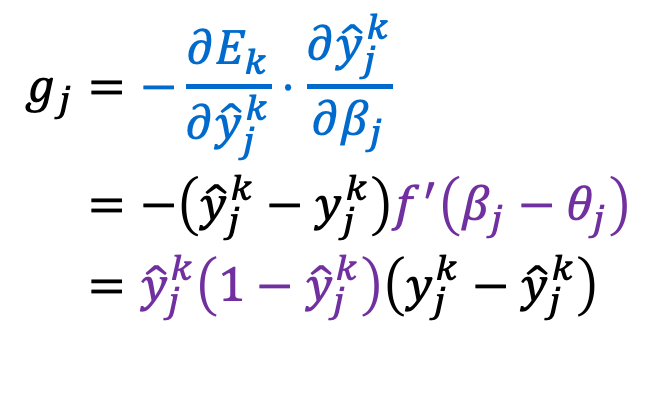 g_j = −∂E_k/∂ŷ_j^k · ∂ŷ_j^k/∂β_j
= −(ŷ_j^k − y_j^k)f′(β_j − θ_j)
= ŷ_j^k(1 − ŷ_j^k)(y_j^k − ŷ_j^k)